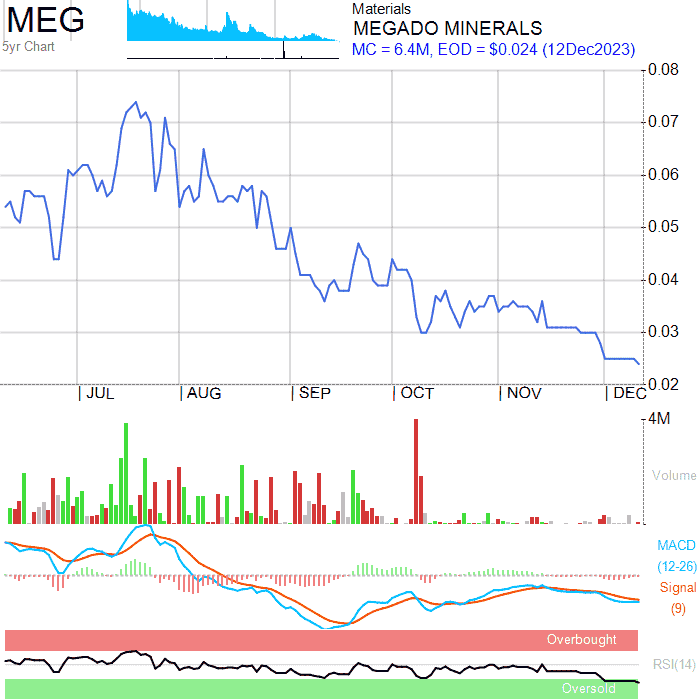 MEG
5yr Chart
Materials
MEGADO MINERALS
MC = 6.4M, EOD = $0.024 (12Dec2023)
0.08
0.07
0.06
0.05
0.04
0.03
0.02
JUL AUG SEP OCT NOV DEC
4M
Volume
MACD
(12-26)
Signal
(9)
Overbought
RSI(14)
Oversold